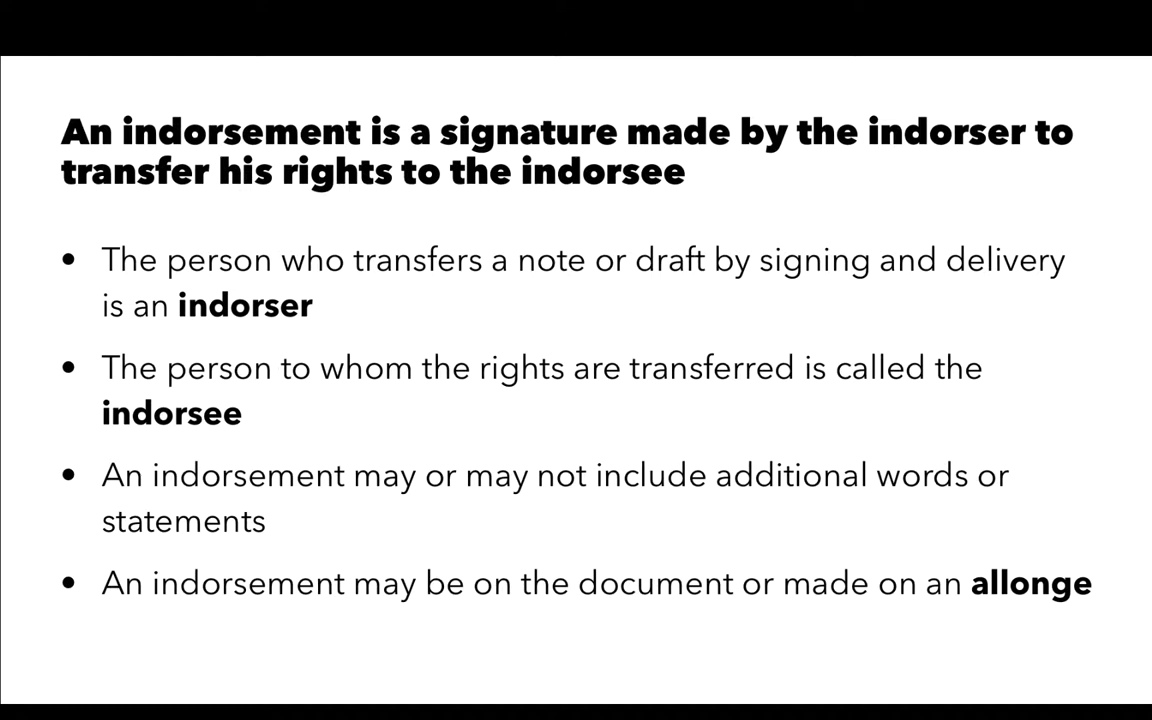 An indorsement is a signature made by the indorser to
transfer his rights to the indorsee
• The person who transfers a note or draft by signing and delivery
is an indorser
• The person to whom the rights are transferred is called the
indorsee
• An indorsement may or may not include additional words or
statements
• An indorsement may be on the document or made on an allonge